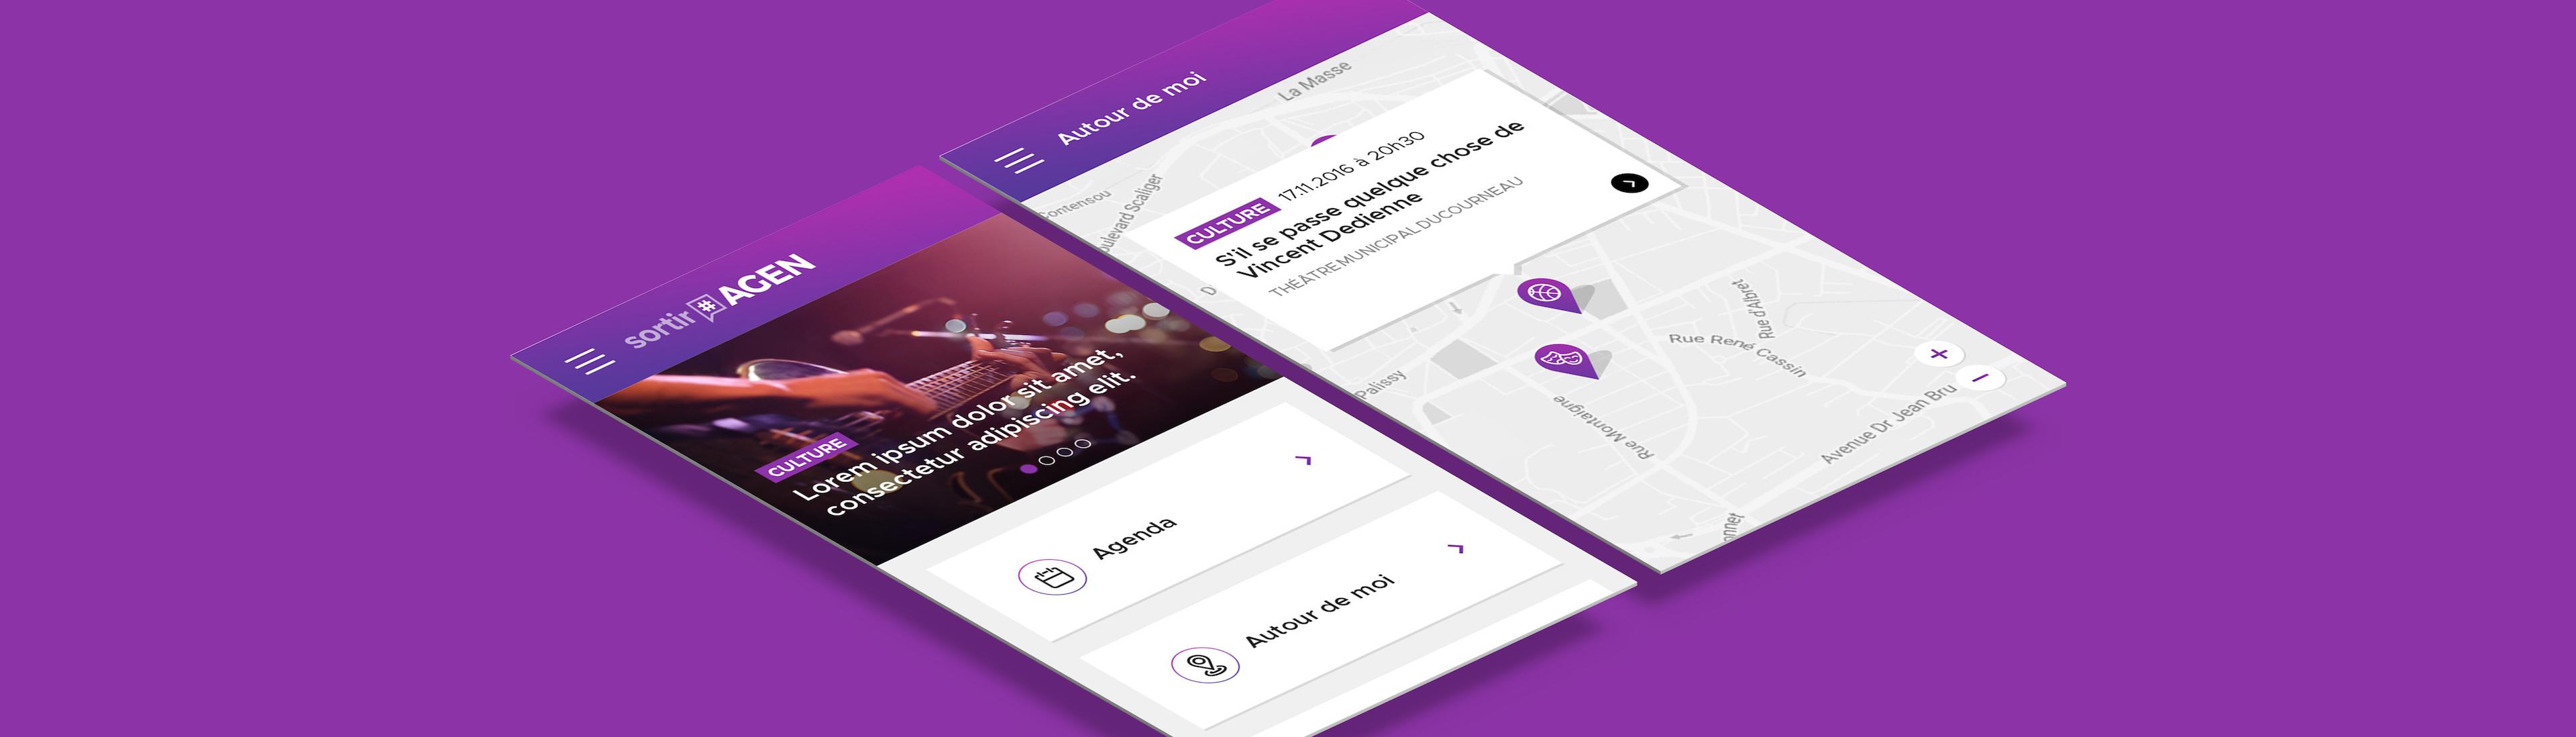 sortir # AGEN
CULTURE
Lorem ipsum dolor sit amet,
consectetur adipiscing elit.
Agenda
Autour de moi
Autour de moi
La Masse
CULTURE 17.11.2016 à 20h30
S'il se passe quelque chose de
Vincent Dedienne
THÉÂTRE MUNICIPAL DUCOURNEAU
Contensou
oulevard Scaliger
D
Palissy
Rue René Cassin
Rue d'Albret
Rue Montaigne
Avenue Dr Jean Bru
onnet